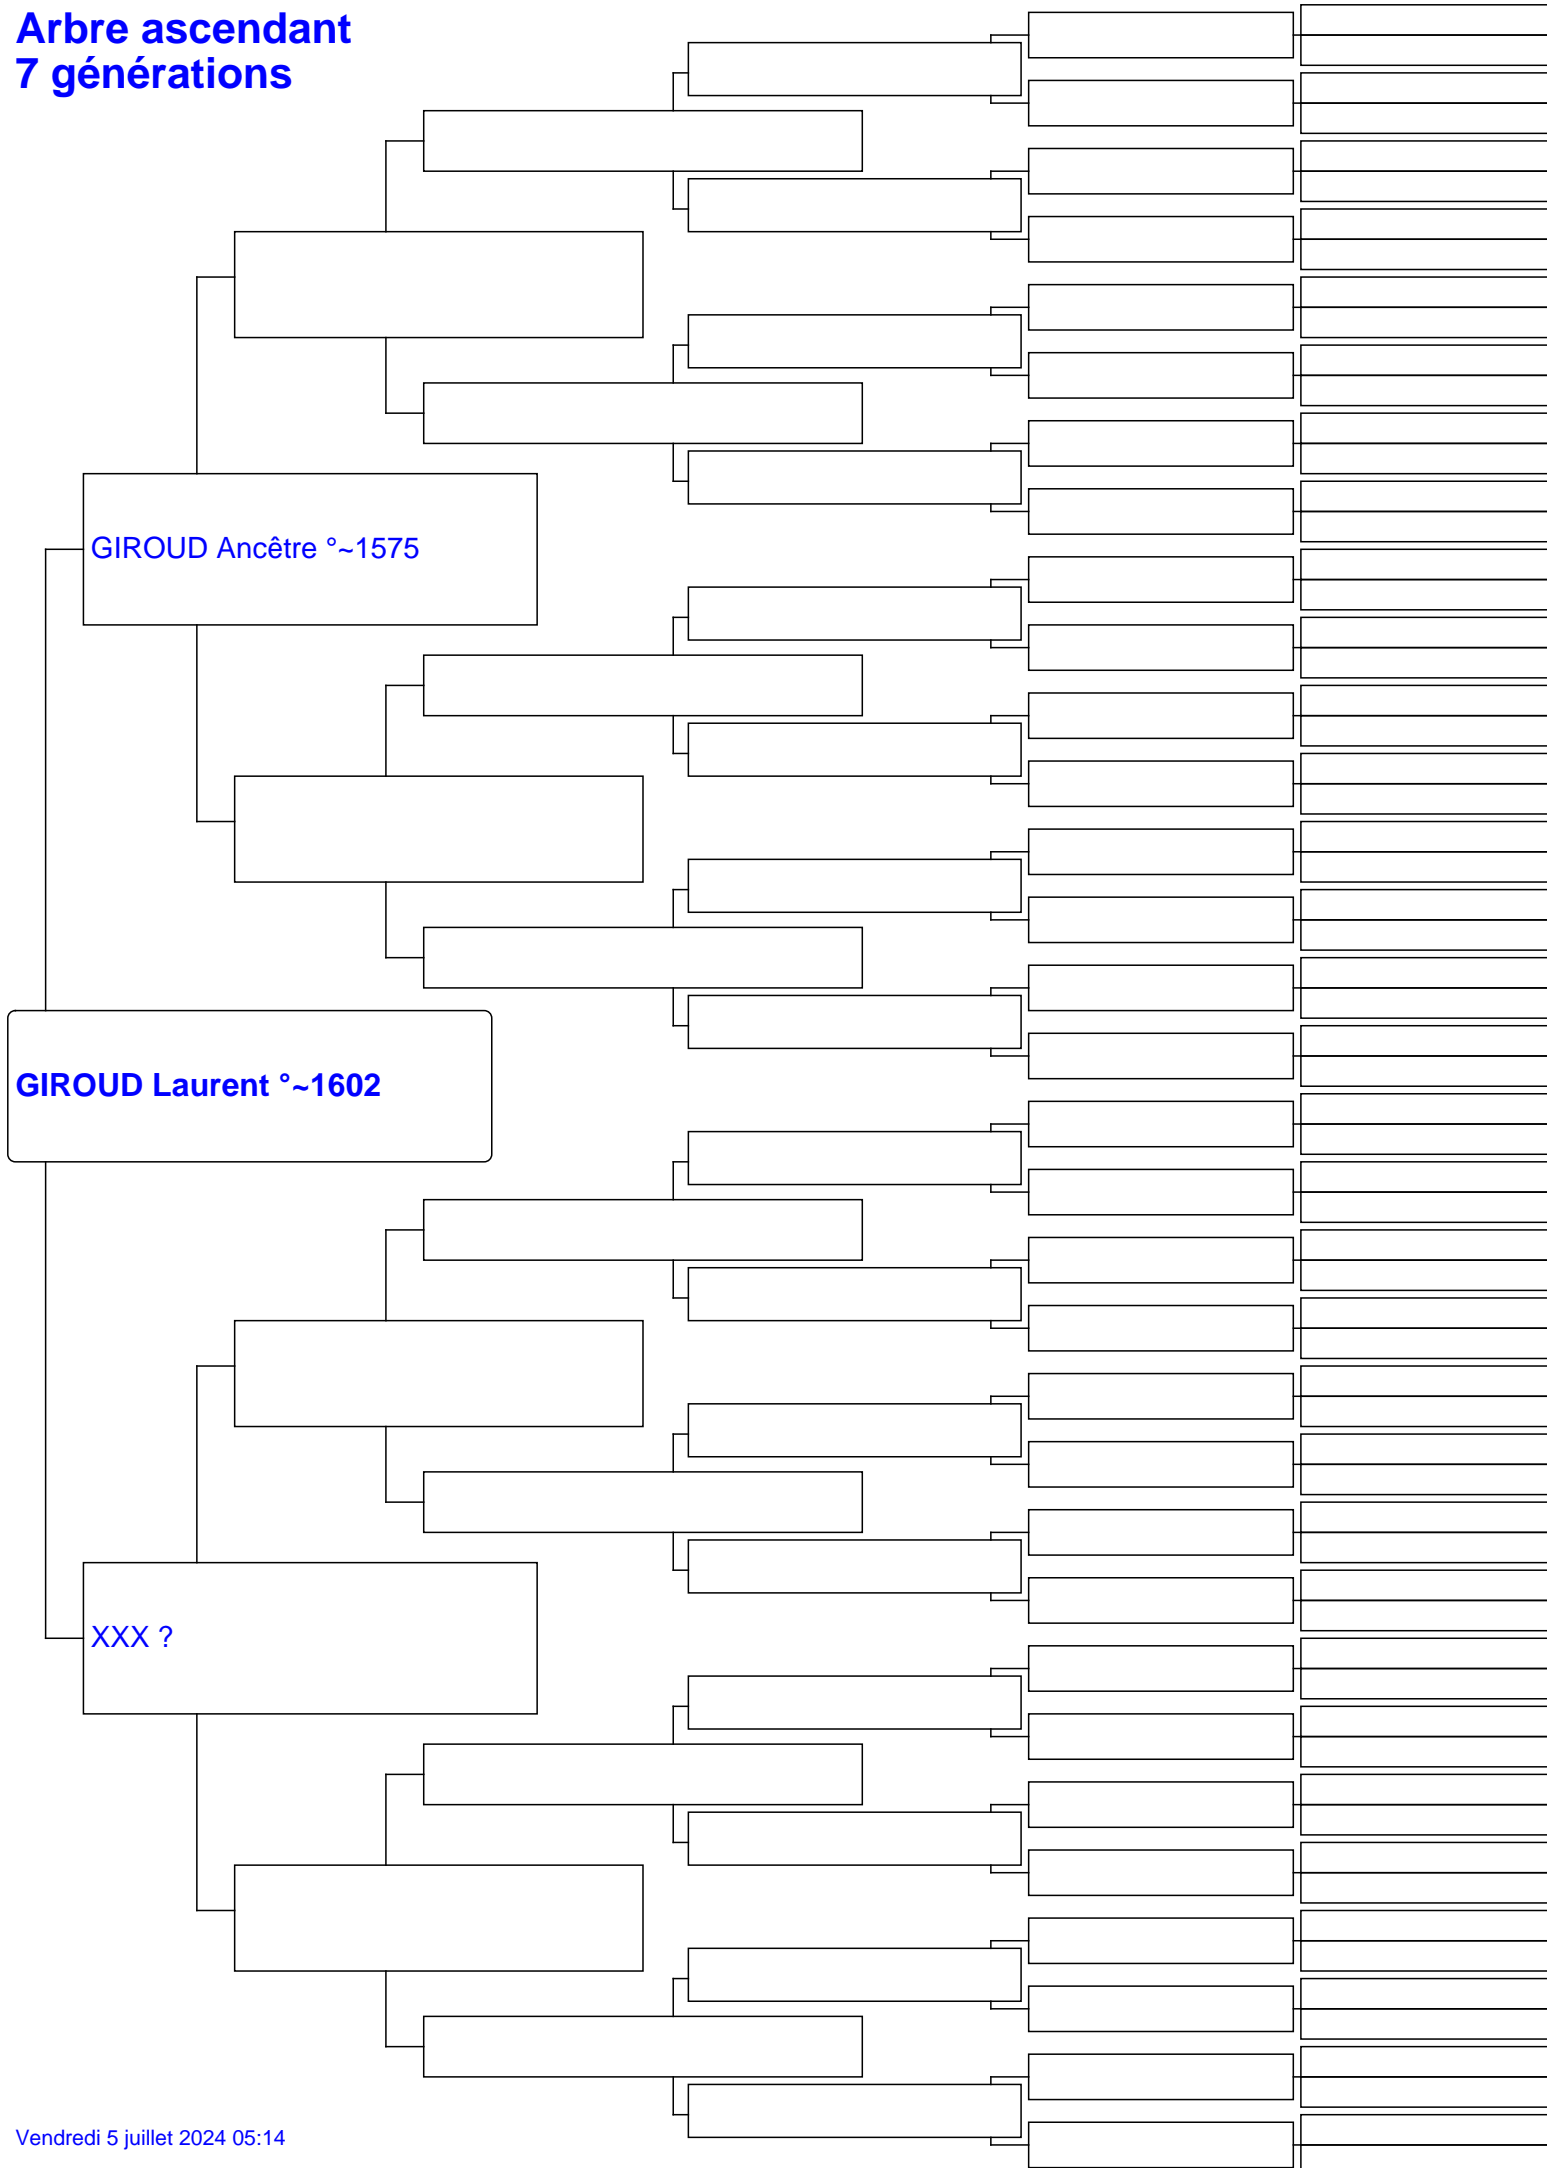 Arbre ascendant
7 générations
GIROUD Ancêtre °~1575
GIROUD Laurent °~1602
XXX ?
Vendredi 5 juillet 2024 05:14